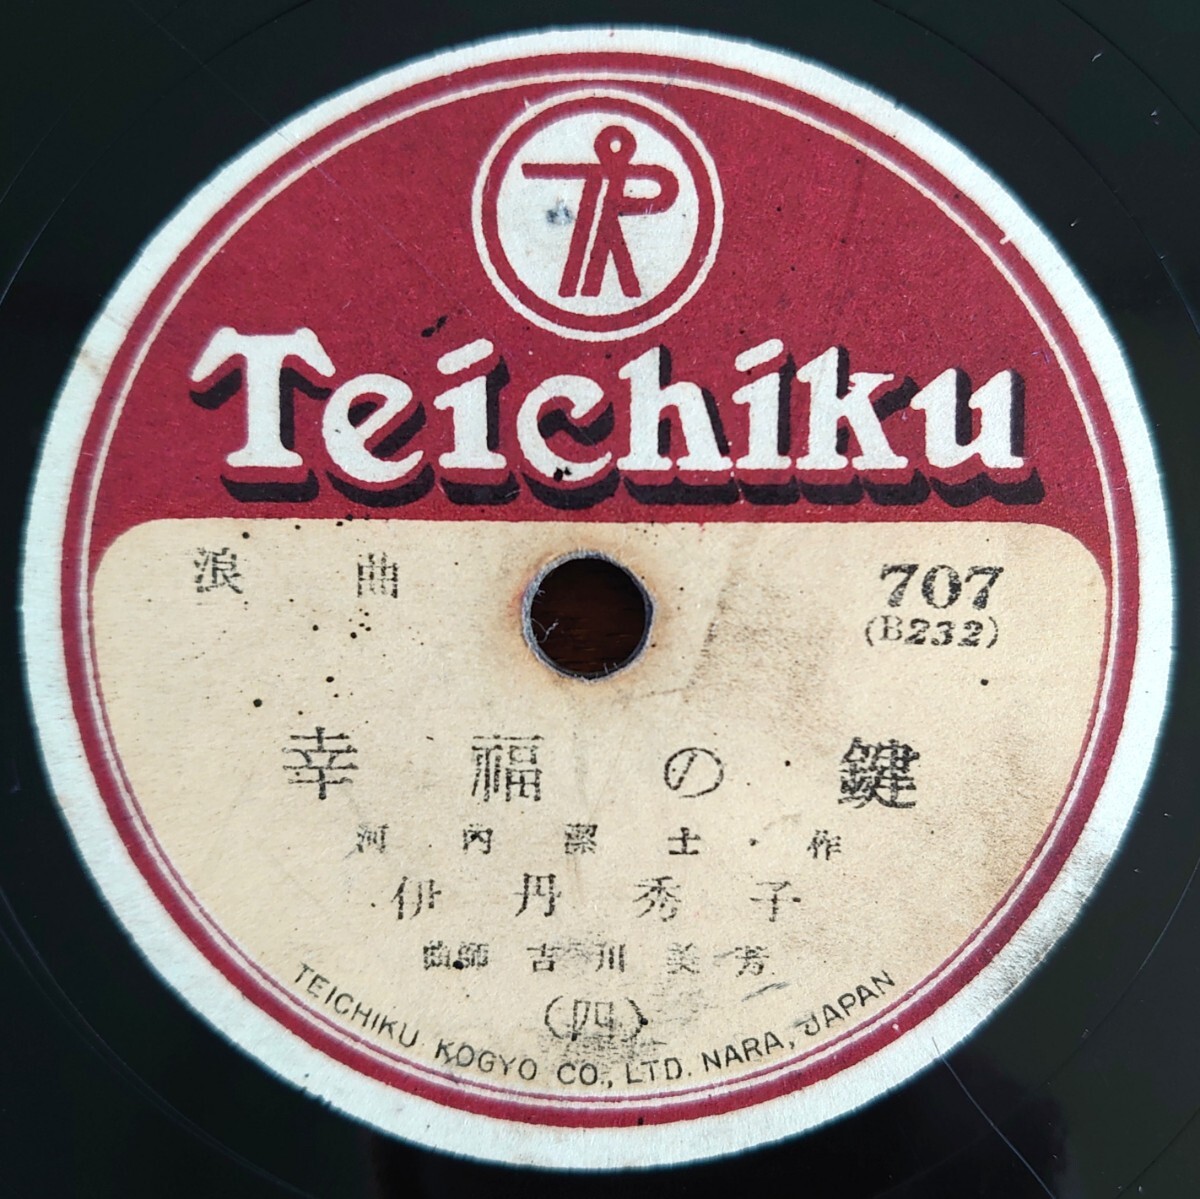 Teichiku
浪曲
707
(B232)
幸福の鍵
河内潔士・作
伊丹秀子
曲師 古川美芳
(四)
TEICHIKU KOGYO CO., LTD. NARA, JAPAN